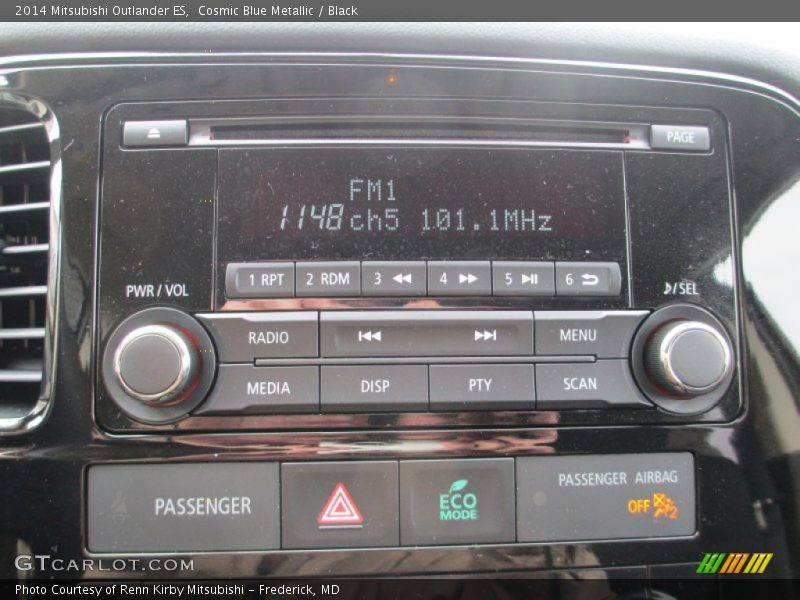 2014 Mitsubishi Outlander ES, Cosmic Blue Metallic / Black
PAGE
FM1
1148 ch5 101.1MHz
1 RPT 2 RDM 3 4 5 6
PWR / VOL
/ SEL
RADIO MENU
MEDIA DISP PTY SCAN
PASSENGER
ECO
MODE
PASSENGER AIRBAG
OFF 2
GTCARLOT.COM
Photo Courtesy of Renn Kirby Mitsubishi – Frederick, MD